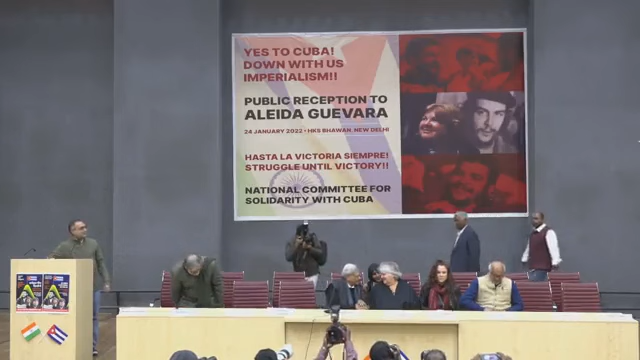 YES TO CUBA!
DOWN WITH US
IMPERIALISM!!
PUBLIC RECEPTION TO
ALEIDA GUEVARA
24 JANUARY 2022 • HKS BHAWAN, NEW DELHI
HASTA LA VICTORIA SIEMPRE!
STRUGGLE UNTIL VICTORY!!
NATIONAL COMMITTEE FOR
SOLIDARITY WITH CUBA